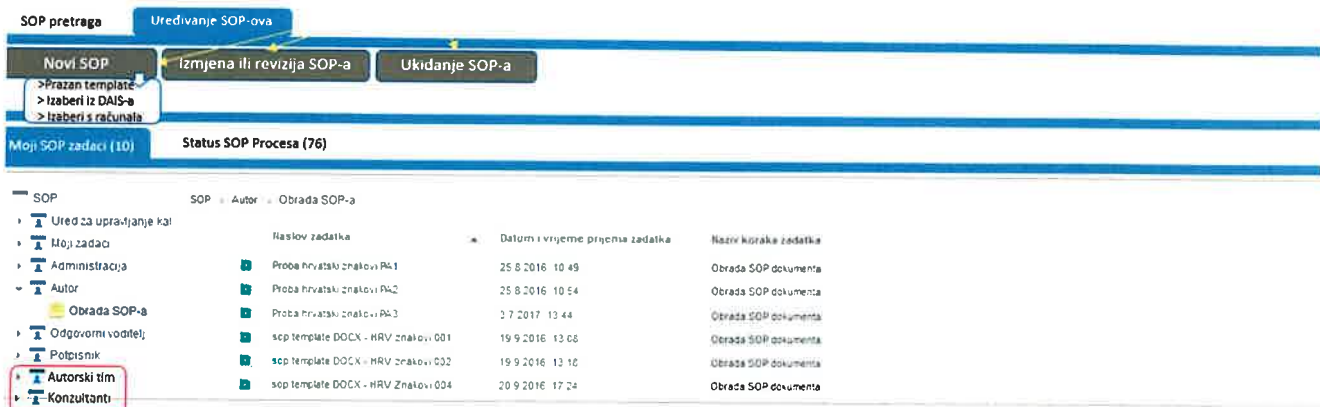 SOP pretraga Uređivanje SOP-ova
Novi SOP Izmjena ili revizija SOP-a Ukidanje SOP-a
>Prazan template
> Izaberi iz DAIS-a
> Izaberi s računala
Moji SOP zadaci (10) Status SOP Procesa (76)
SOP SOP Autor Obrada SOP-a
Ured za upravljanje kal
Naslov zadatka Datum i vrijeme prijema zadatka Naziv koraka zadatka
Moji zadaci
Administracija Proba hrvatski znakovi PA1 25.8.2016 10:49 Obrada SOP dokumenta
Autor Proba hrvatski znakovi PA2 25.8.2016 10:54 Obrada SOP dokumenta
Obrada SOP-a Proba hrvatski znakovi PA3 3.7.2017 13:44 Obrada SOP dokumenta
Odgovorni voditelj sop template DOCX - HRV znakovi 001 19.9.2016 13:08 Obrada SOP dokumenta
Potpisnik sop template DOCX - HRV znakovi 002 19.9.2016 13:18 Obrada SOP dokumenta
Autorski tim sop template DOCX - HRV Znakovi 004 20.9.2016 17:24 Obrada SOP dokumenta
Konzultanti